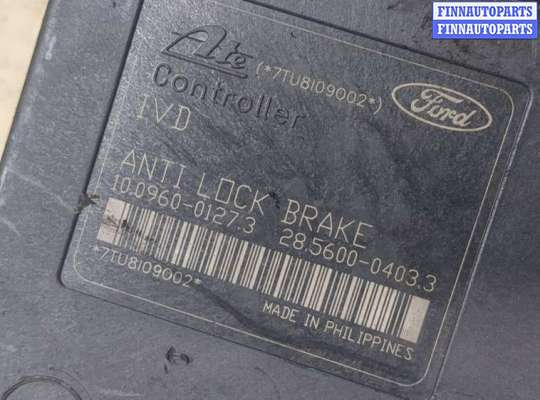 FINNAUTOPARTS
FINNAUTOPARTS
Ate (*7TU8I09002*) Ford
Controller
IVD
ANTI LOCK BRAKE
10.0960-0127.3 28.5600-0403.3
*7TU8I09002*
MADE IN PHILIPPINES